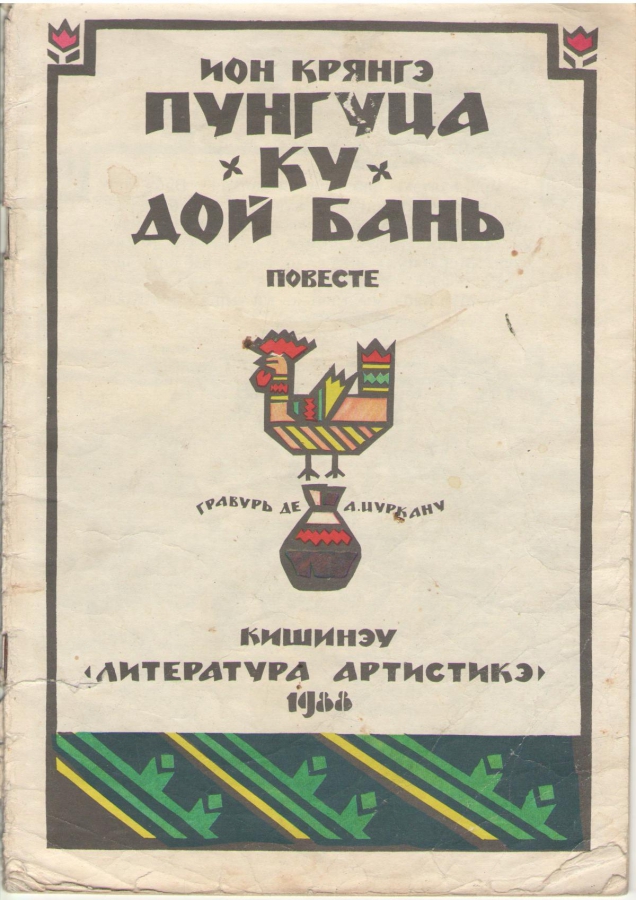 ИОН КРЯНГЭ
ПУНГУЦА
КУ
ДОЙ БАНЬ
ПОВЕСТЕ
ГРАВУРЬ ДЕ А. ЦУРКАНУ
КИШИНЭУ
«ЛИТЕРАТУРА АРТИСТИКЭ»
1988